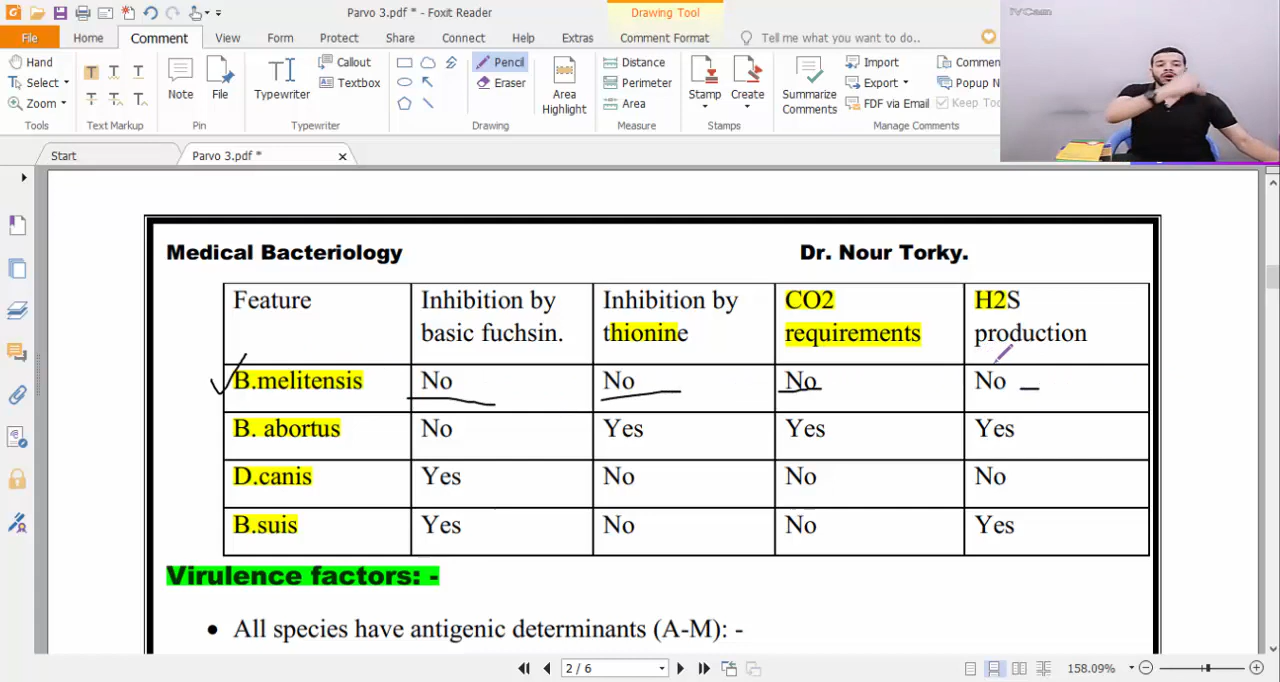 Parvo 3.pdf * - Foxit Reader
Drawing Tool
iVCam
File Home Comment View Form Protect Share Connect Help Extras Comment Format Tell me what you want to do..
Hand
Select
Zoom
Tools
T T T
T T T
Text Markup
Note
File
Pin
Typewriter
Callout
Textbox
Typewriter
Pencil
Eraser
Drawing
Area
Highlight
Distance
Perimeter
Area
Measure
Stamp
Create
Stamps
Summarize
Comments
Import
Export
FDF via Email
Commen
Popup N
Keep Too
Manage Comments
Start
Parvo 3.pdf *
Medical Bacteriology Dr. Nour Torky.
Feature Inhibition by basic fuchsin. Inhibition by thionine CO2 requirements H2S production
B.melitensis No No No No
B. abortus No Yes Yes Yes
D.canis Yes No No No
B.suis Yes No No Yes
Virulence factors: -
• All species have antigenic determinants (A-M): -
2 / 6
158.09%